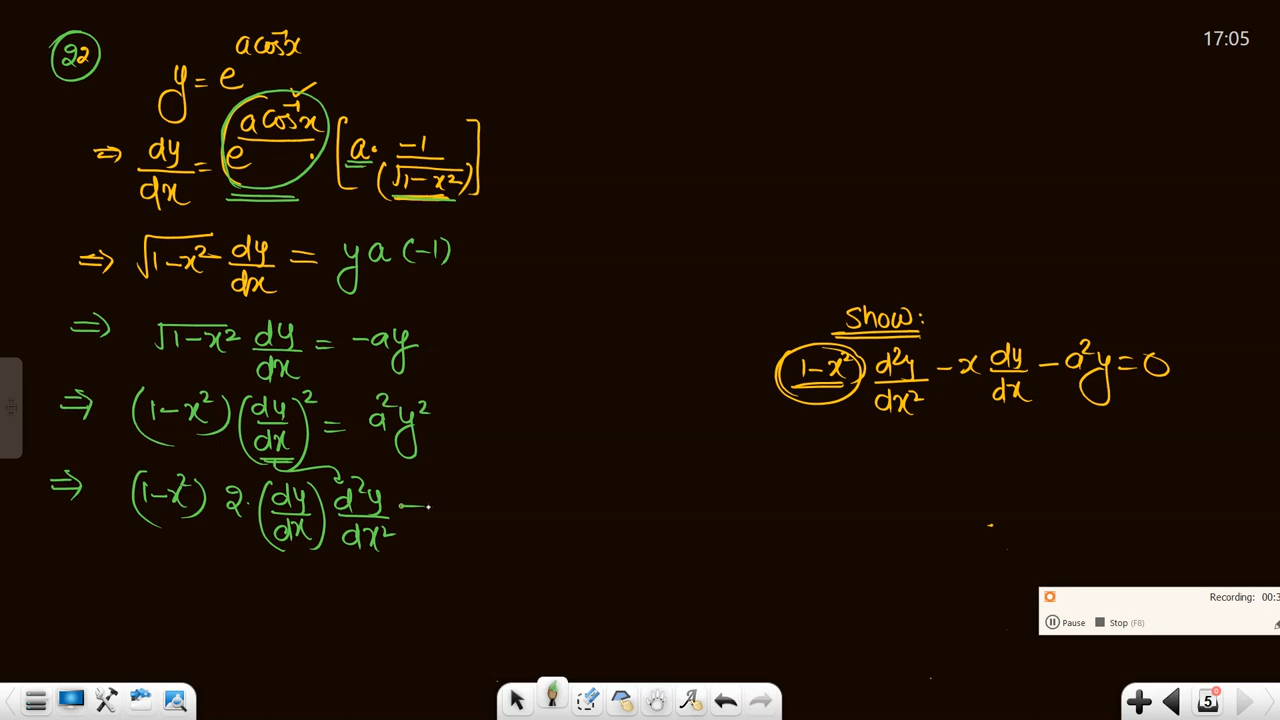 17:05
22
y = e^{a cos⁻¹x}
⇒ dy/dx = e^{a cos⁻¹x} · [a · -1/(√1-x²)]
⇒ √1-x² dy/dx = ya(-1)
⇒ √1-x² dy/dx = -ay
⇒ (1-x²)(dy/dx)² = a²y²
⇒ (1-x²) 2·(dy/dx) d²y/dx² -
Show:
(1-x²) d²y/dx² - x dy/dx - a²y = 0
Recording: 00:3
Pause Stop (F8)
5
0